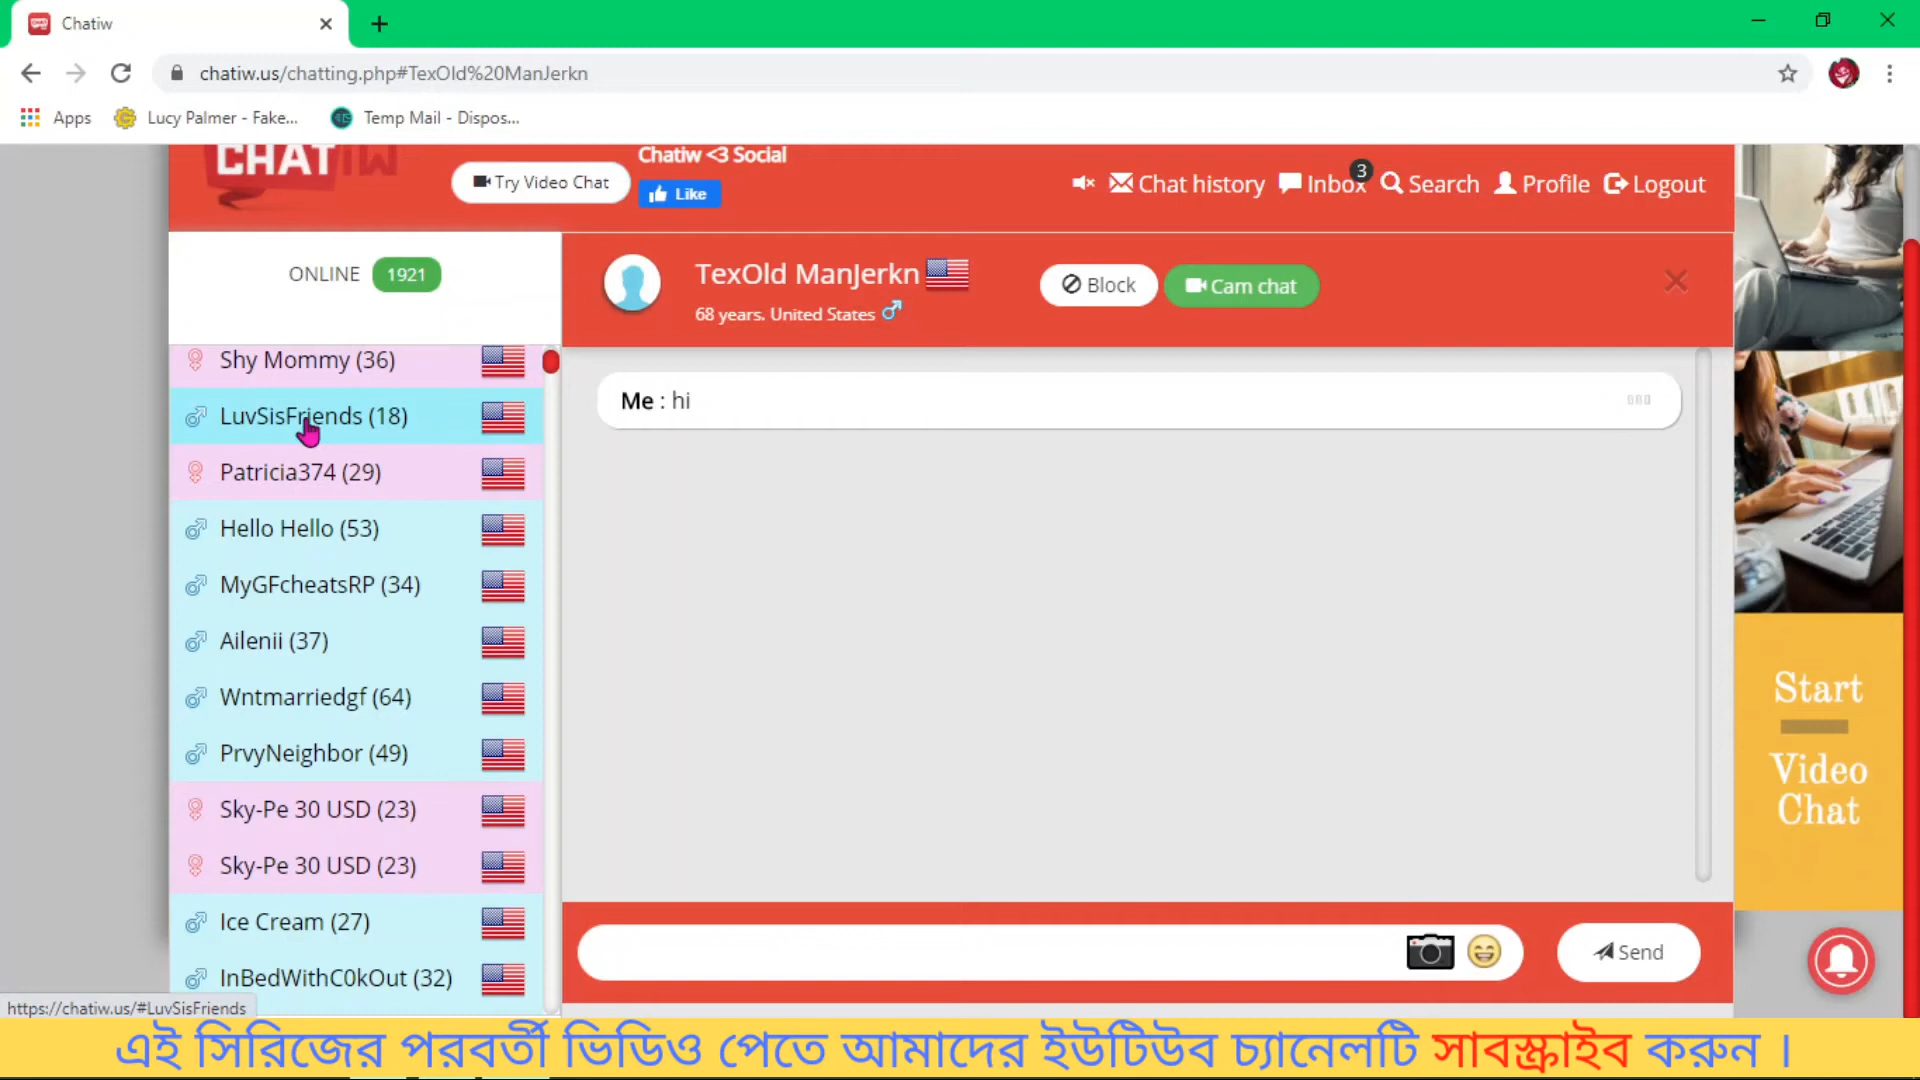 Chatiw
chatiw.us/chatting.php#TexOld%20ManJerkn
Apps
Lucy Palmer - Fake...
Temp Mail - Dispos...
CHATIW
Try Video Chat
Chatiw <3 Social
Like
Chat history
Inbox
3
Search
Profile
Logout
ONLINE 1921
TexOld ManJerkn
68 years. United States
Block
Cam chat
Shy Mommy (36)
LuvSisFriends (18)
Patricia374 (29)
Hello Hello (53)
MyGFcheatsRP (34)
Ailenii (37)
Wntmarriedgf (64)
PrvyNeighbor (49)
Sky-Pe 30 USD (23)
Sky-Pe 30 USD (23)
Ice Cream (27)
InBedWithC0kOut (32)
Me : hi
Send
Start
Video
Chat
https://chatiw.us/#LuvSisFriends
এই সিরিজের পরবর্তী ভিডিও পেতে আমাদের ইউটিউব চ্যানেলটি সাবস্ক্রাইব করুন ।